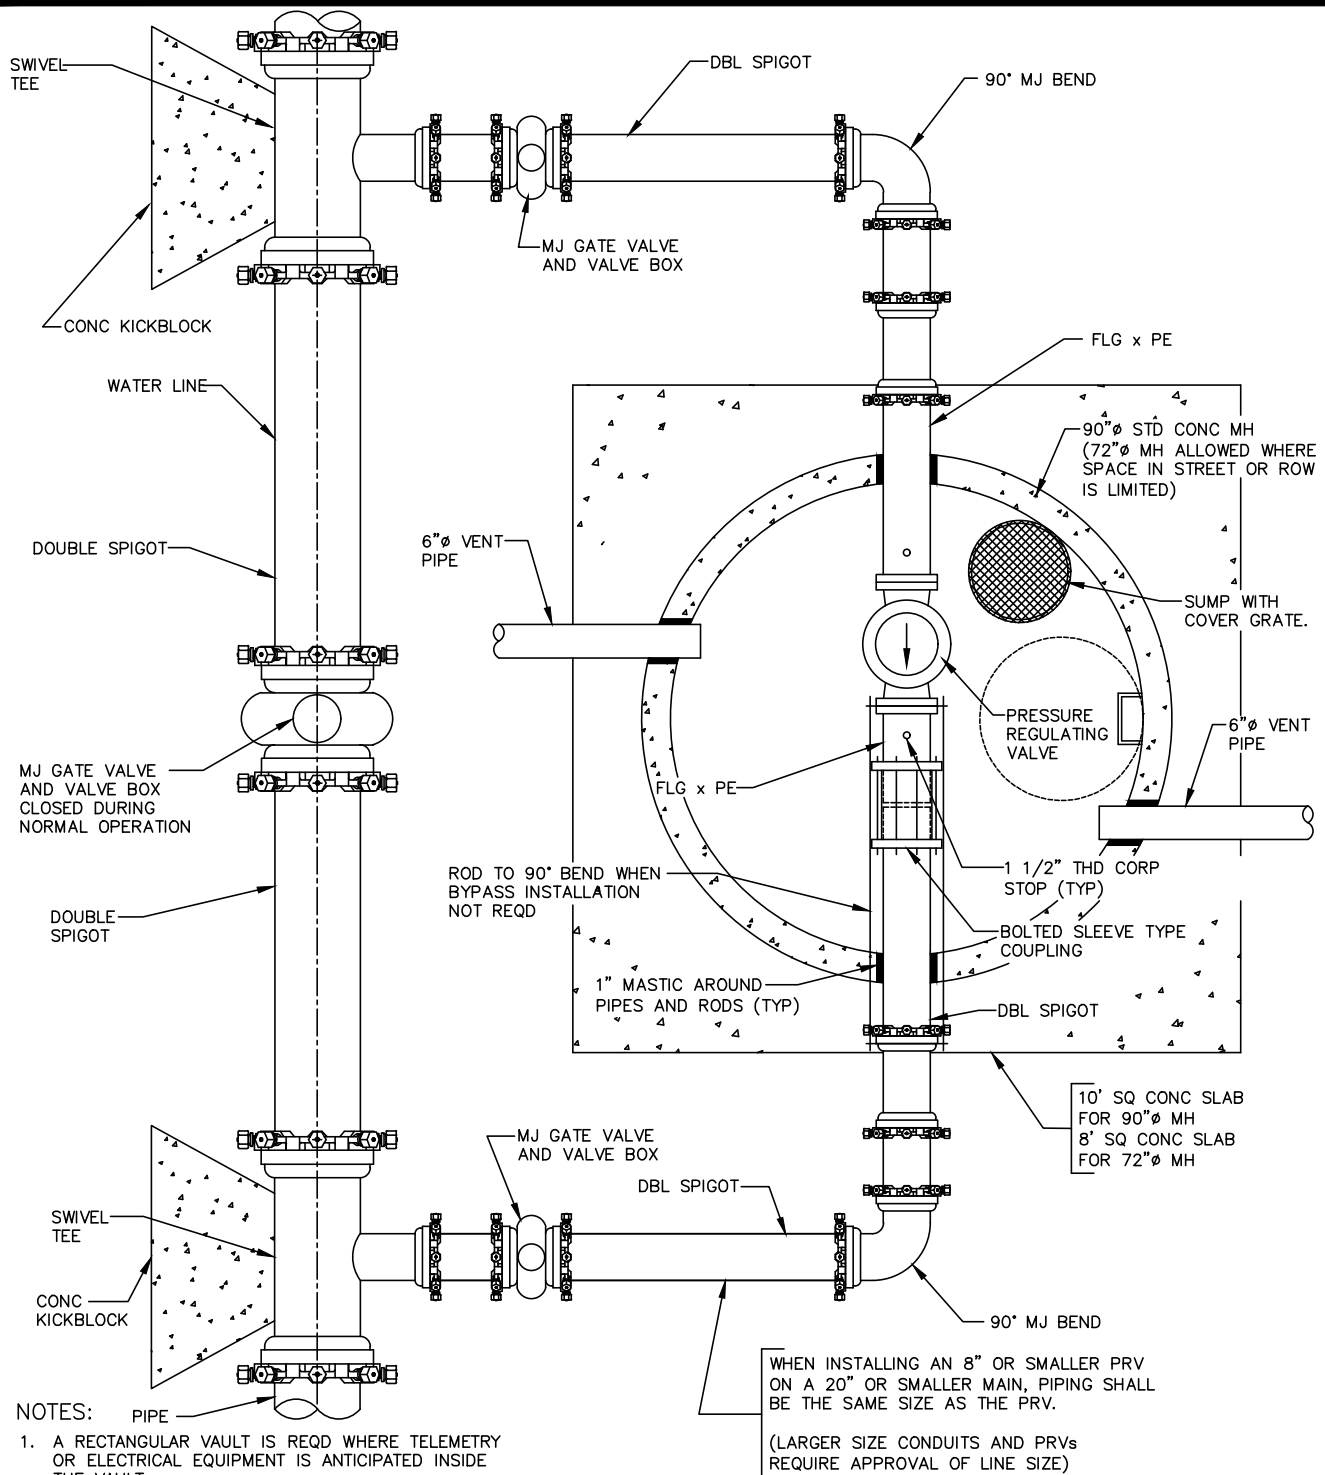 SWIVEL
TEE
DBL SPIGOT
90° MJ BEND
MJ GATE VALVE
AND VALVE BOX
CONC KICKBLOCK
FLG x PE
WATER LINE
90"ø STD CONC MH
(72"ø MH ALLOWED WHERE
SPACE IN STREET OR ROW
IS LIMITED)
DOUBLE SPIGOT
6"ø VENT
PIPE
SUMP WITH
COVER GRATE.
PRESSURE
REGULATING
VALVE
6"ø VENT
PIPE
MJ GATE VALVE
AND VALVE BOX
CLOSED DURING
NORMAL OPERATION
FLG x PE
ROD TO 90° BEND WHEN
BYPASS INSTALLATION
NOT REQD
1 1/2" THD CORP
STOP (TYP)
DOUBLE
SPIGOT
BOLTED SLEEVE TYPE
COUPLING
1" MASTIC AROUND
PIPES AND RODS (TYP)
DBL SPIGOT
10' SQ CONC SLAB
FOR 90"ø MH
8' SQ CONC SLAB
FOR 72"ø MH
MJ GATE VALVE
AND VALVE BOX
DBL SPIGOT
SWIVEL
TEE
CONC
KICKBLOCK
90° MJ BEND
WHEN INSTALLING AN 8" OR SMALLER PRV
ON A 20" OR SMALLER MAIN, PIPING SHALL
BE THE SAME SIZE AS THE PRV.
(LARGER SIZE CONDUITS AND PRVs
REQUIRE APPROVAL OF LINE SIZE)
NOTES:
PIPE
1. A RECTANGULAR VAULT IS REQD WHERE TELEMETRY
OR ELECTRICAL EQUIPMENT IS ANTICIPATED INSIDE
THE VAULT